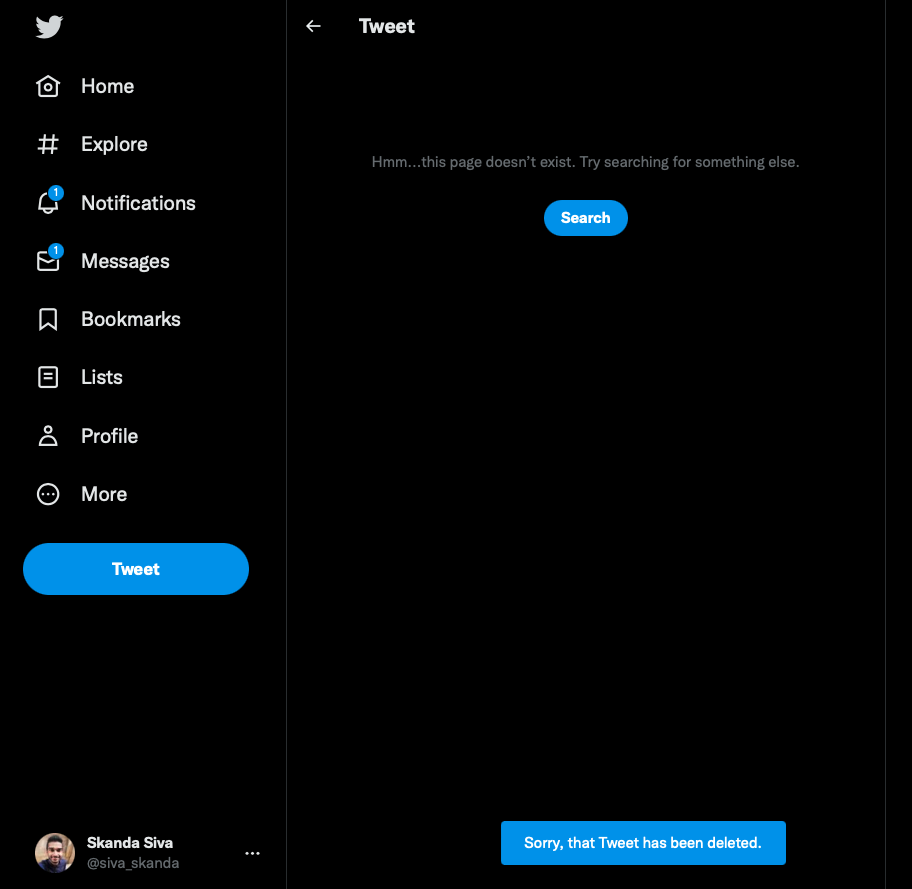 Tweet
Home
Hmm...this page doesn’t exist. Try searching for something else.
Explore
1
Notifications
Search
1
Messages
Bookmarks
Lists
Profile
More
Tweet
Skanda Siva
@siva_skanda
Sorry, that Tweet has been deleted.